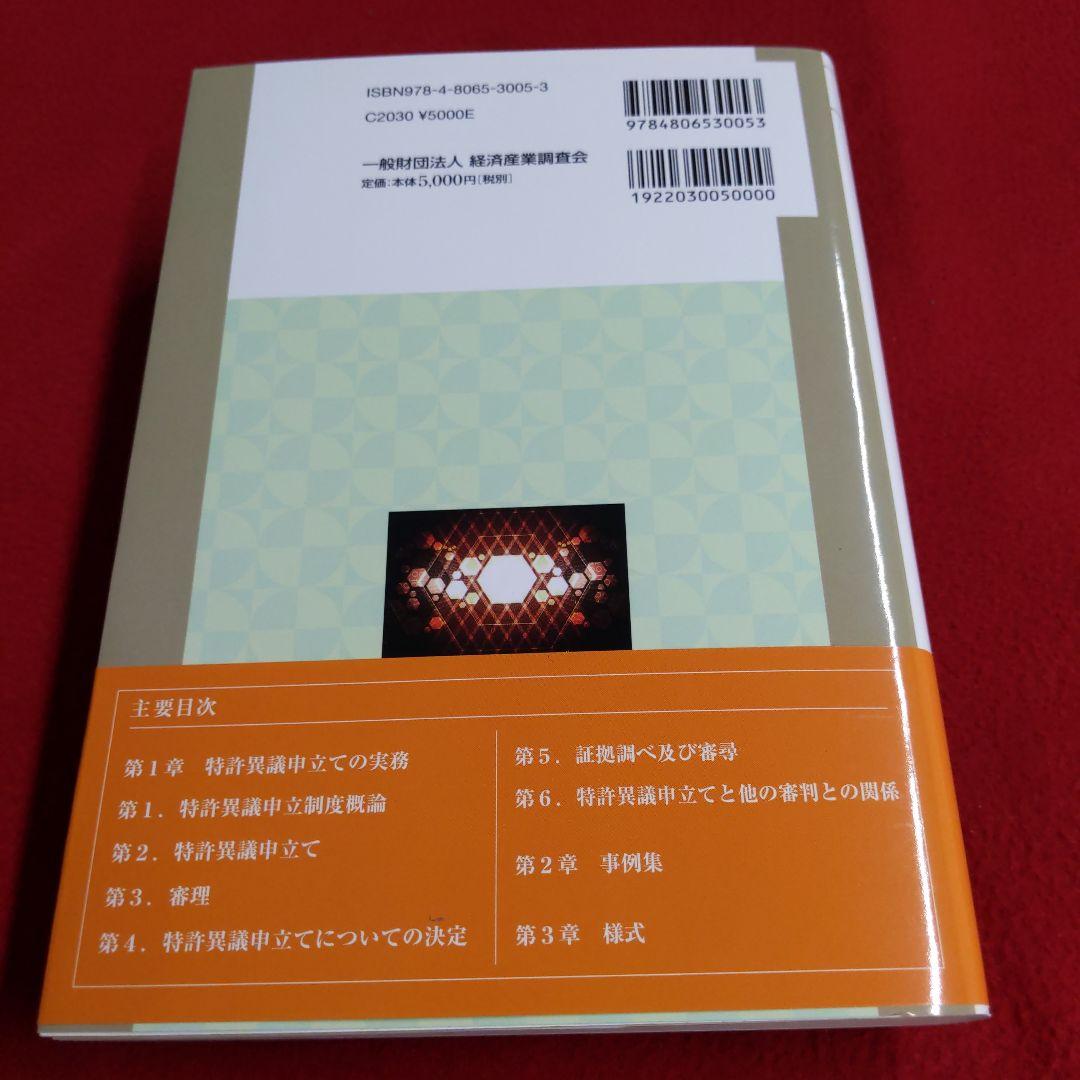 ISBN978-4-8065-3005-3
C2030 ¥5000E
一般財団法人 経済産業調査会
定価:本体5,000円[税別]
9784806530053
1922030050000
主要目次
第1章 特許異議申立ての実務
第1. 特許異議申立制度概論
第2. 特許異議申立て
第3. 審理
第4. 特許異議申立てについての決定
第5. 証拠調べ及び審尋
第6. 特許異議申立てと他の審判との関係
第2章 事例集
第3章 様式